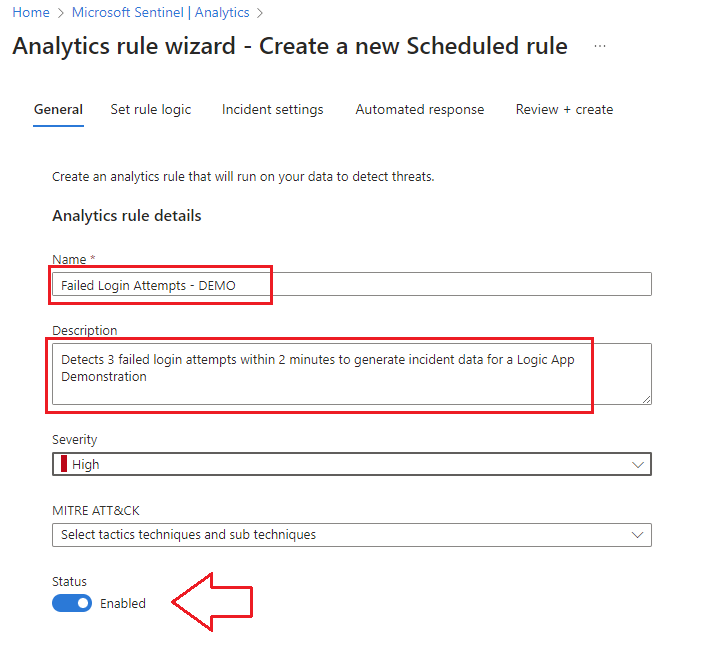 Home > Microsoft Sentinel | Analytics >
Analytics rule wizard - Create a new Scheduled rule ...
General Set rule logic Incident settings Automated response Review + create
Create an analytics rule that will run on your data to detect threats.
Analytics rule details
Name *
Failed Login Attempts - DEMO
Description
Detects 3 failed login attempts within 2 minutes to generate incident data for a Logic App
Demonstration
Severity
High
MITRE ATT&CK
Select tactics techniques and sub techniques
Status
Enabled